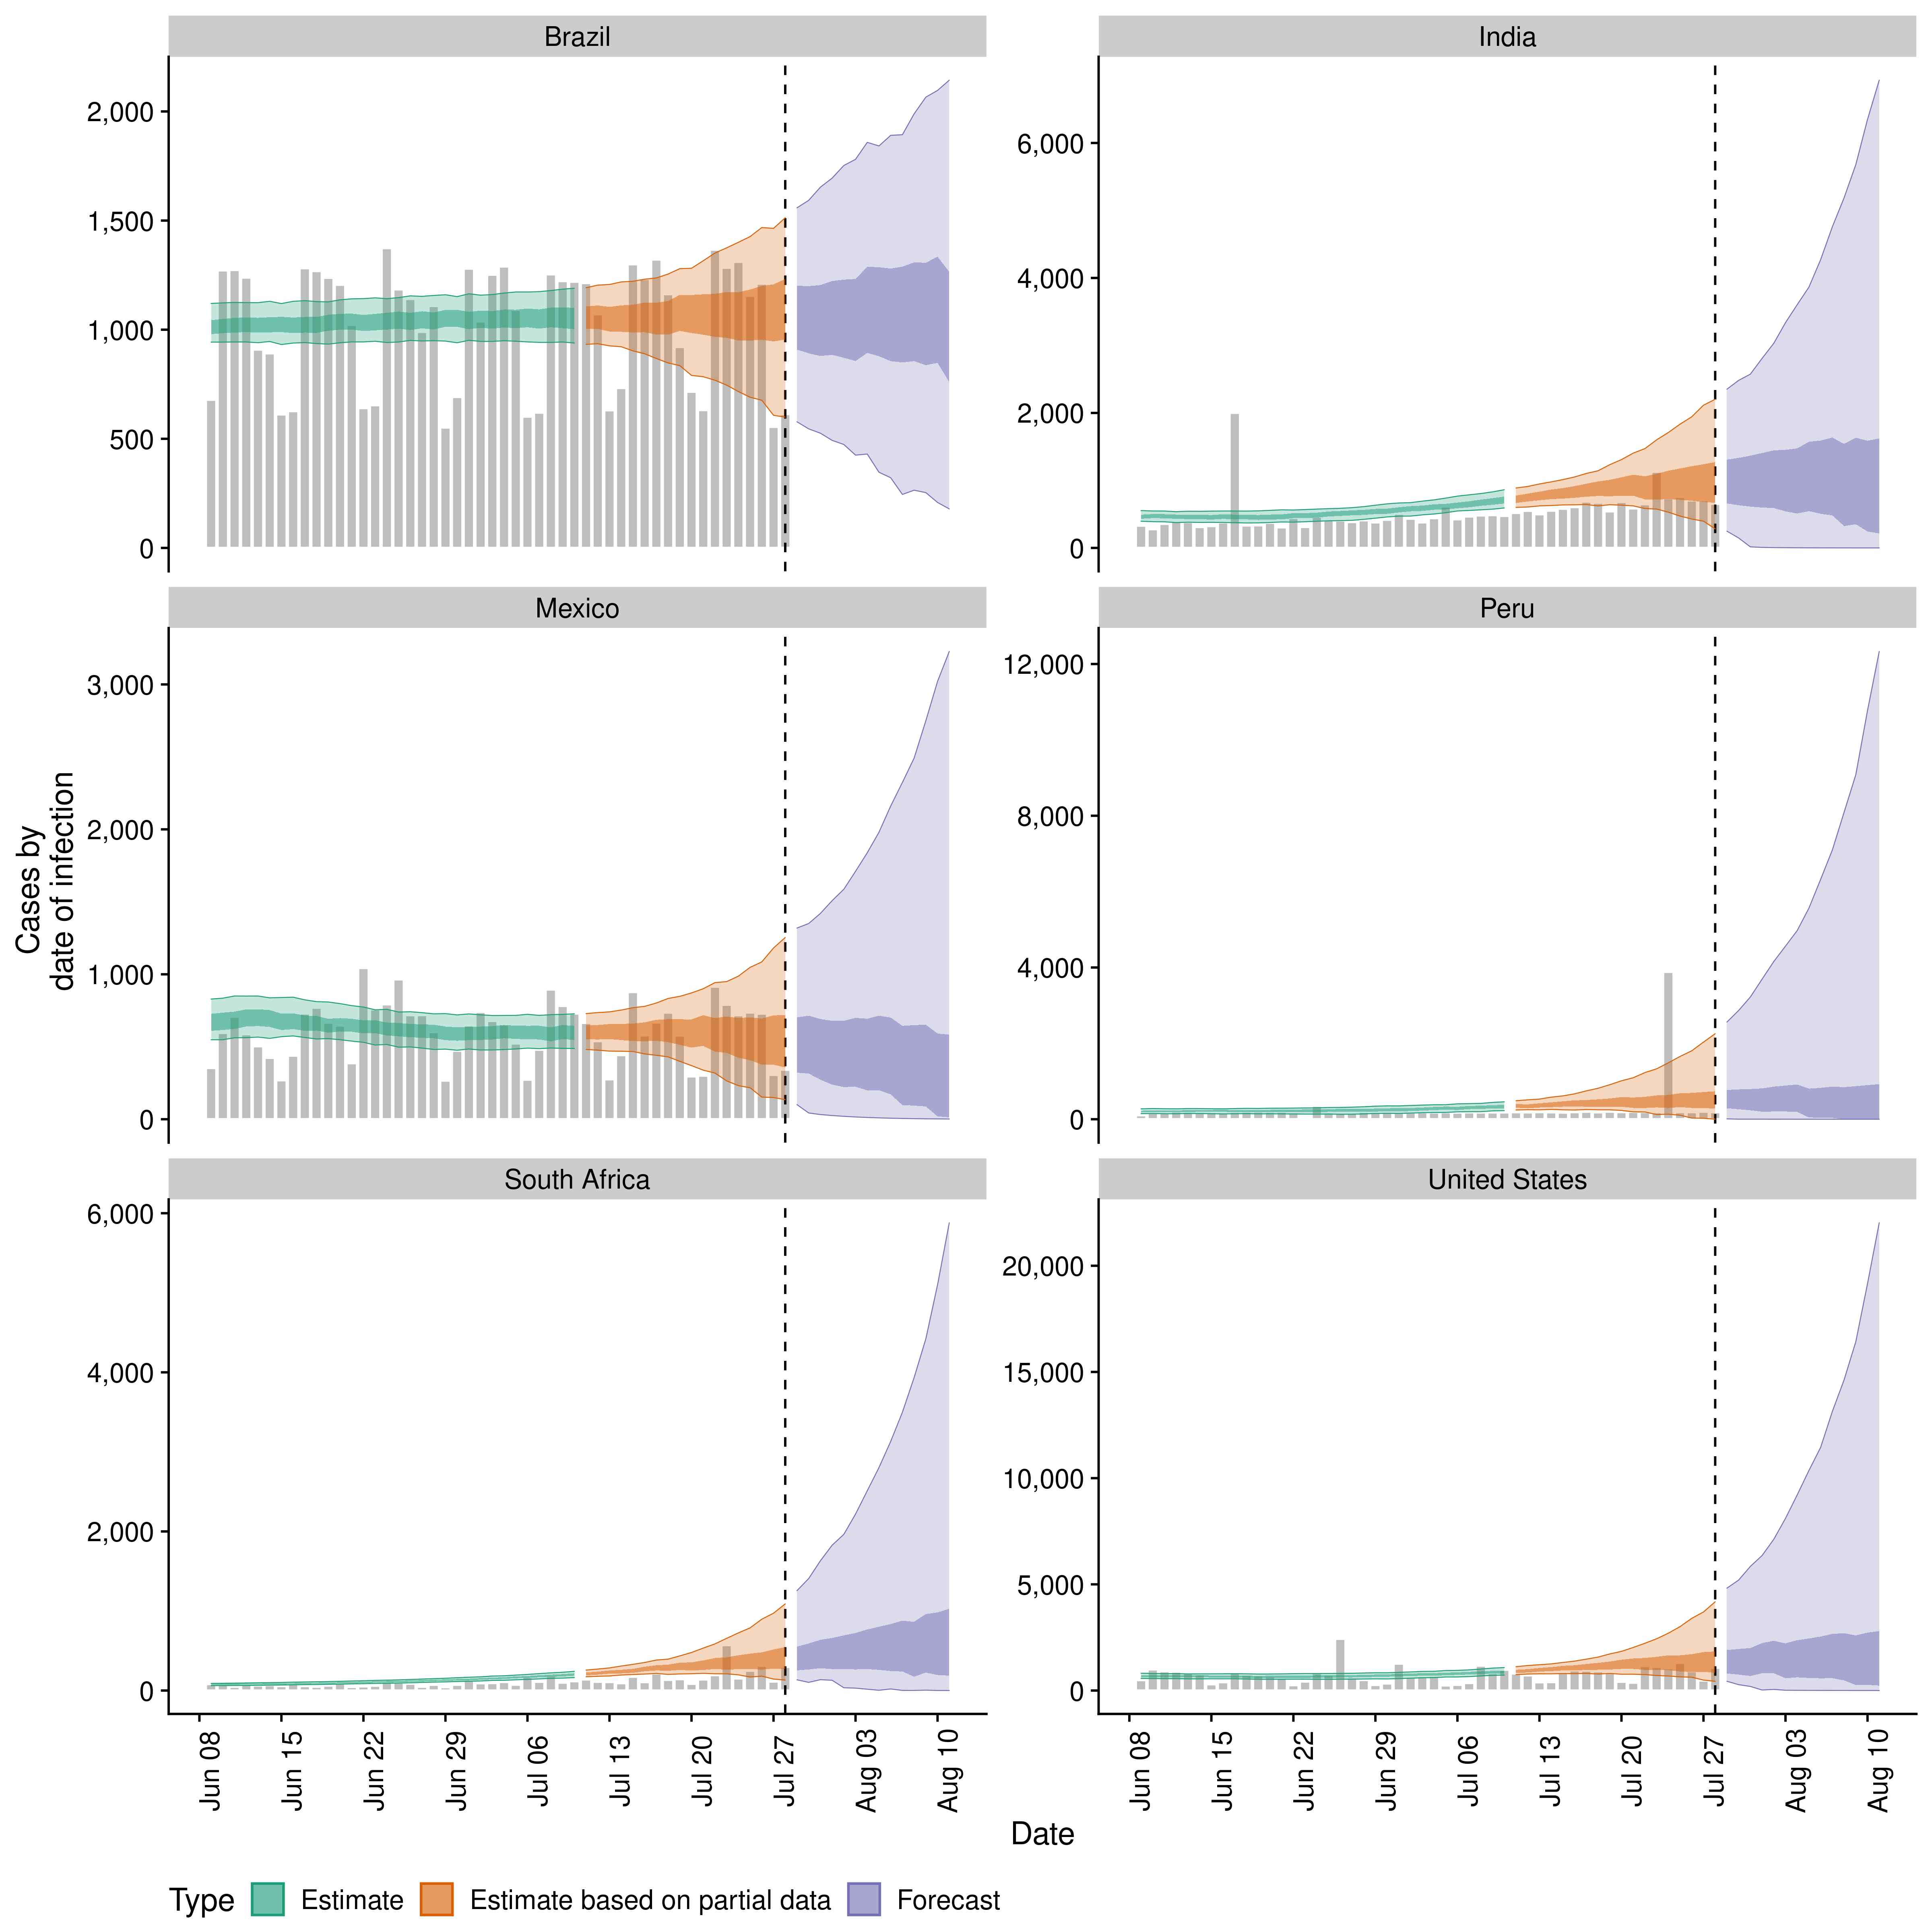 Brazil
India
2,000
1,500
1,000
500
0
6,000
4,000
2,000
0
Mexico
Peru
3,000
2,000
1,000
0
12,000
8,000
4,000
0
South Africa
United States
6,000
4,000
2,000
0
20,000
15,000
10,000
5,000
0
Cases by
date of infection
Jun 08
Jun 15
Jun 22
Jun 29
Jul 06
Jul 13
Jul 20
Jul 27
Aug 03
Aug 10
Jun 08
Jun 15
Jun 22
Jun 29
Jul 06
Jul 13
Jul 20
Jul 27
Aug 03
Aug 10
Date
Type Estimate Estimate based on partial data Forecast